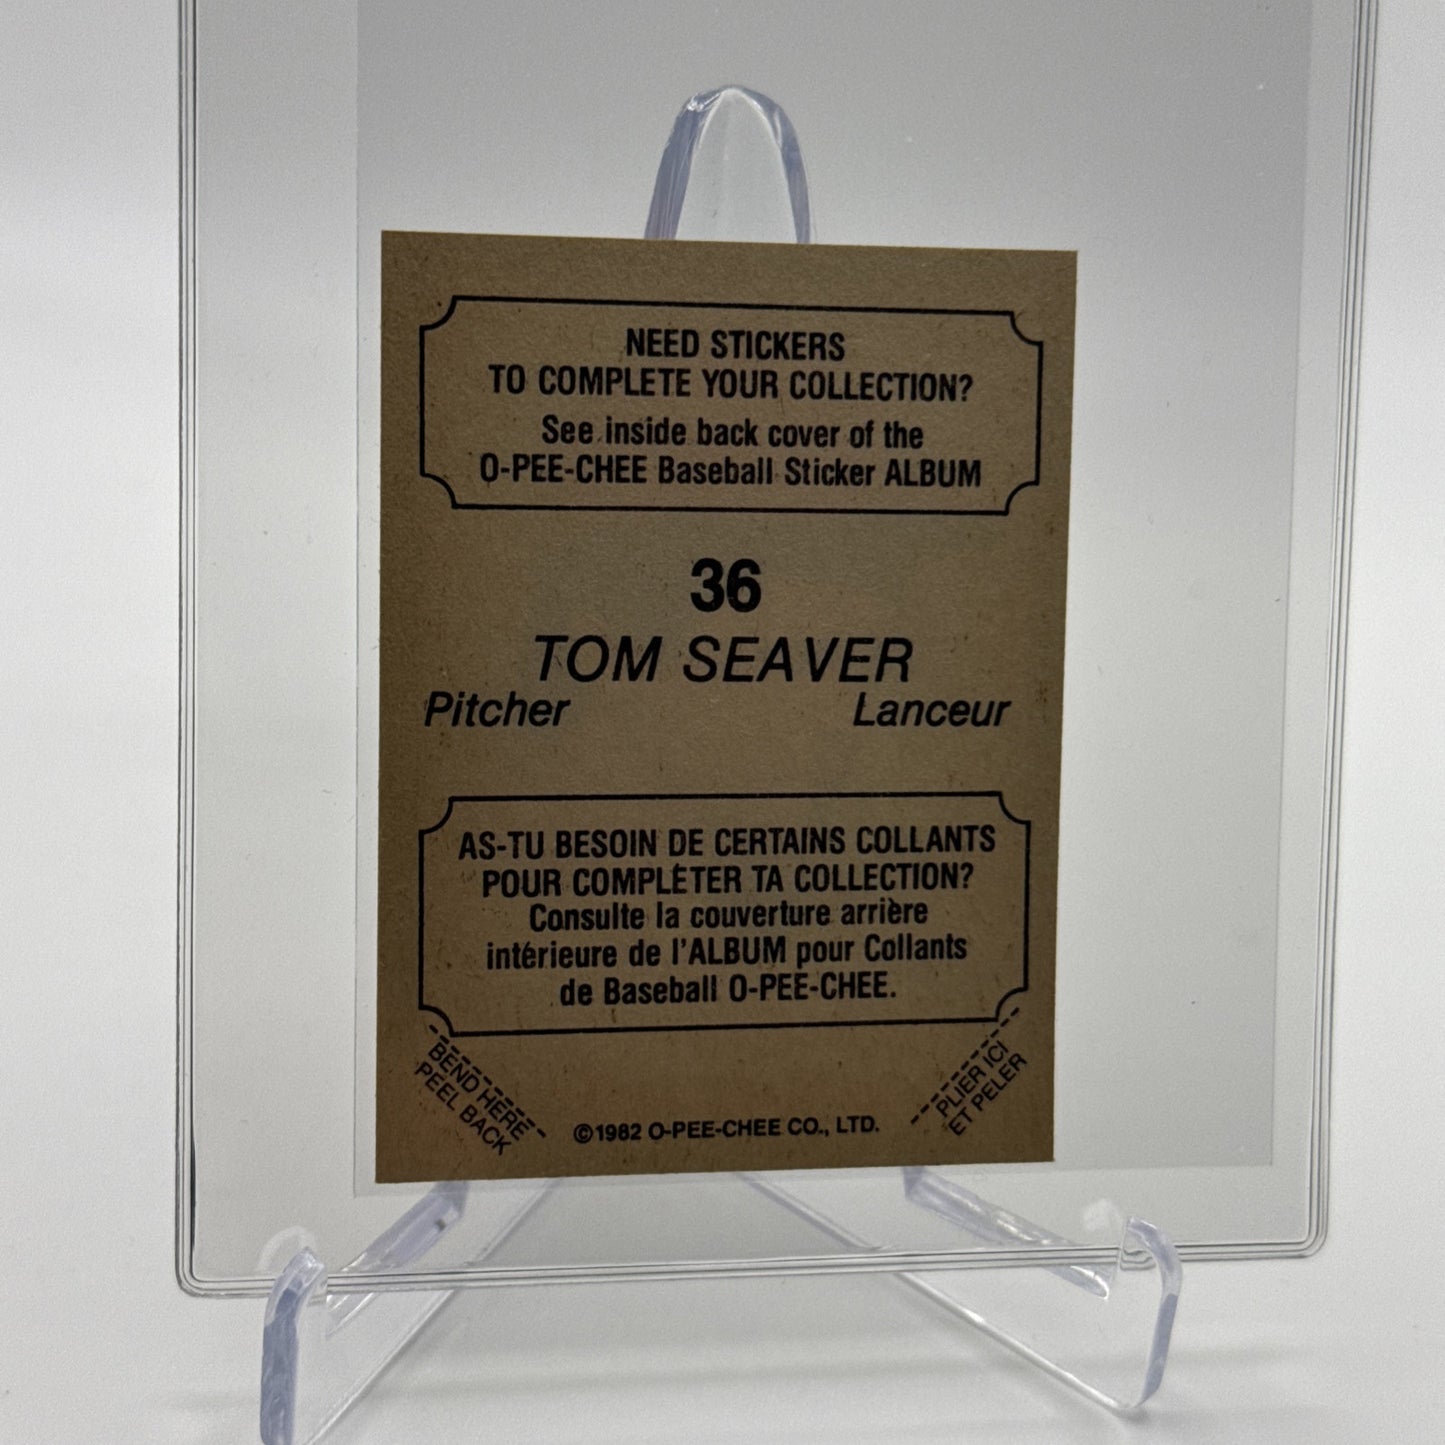 NEED STICKERS
TO COMPLETE YOUR COLLECTION?
See inside back cover of the
O-PEE-CHEE Baseball Sticker ALBUM
36
TOM SEAVER
Pitcher Lanceur
AS-TU BESOIN DE CERTAINS COLLANTS
POUR COMPLÉTER TA COLLECTION?
Consulte la couverture arrière
intérieure de l'ALBUM pour Collants
de Baseball O-PEE-CHEE.
BEND HERE
PEEL BACK
PLIER ICI
ET PELER
©1982 O-PEE-CHEE CO., LTD.